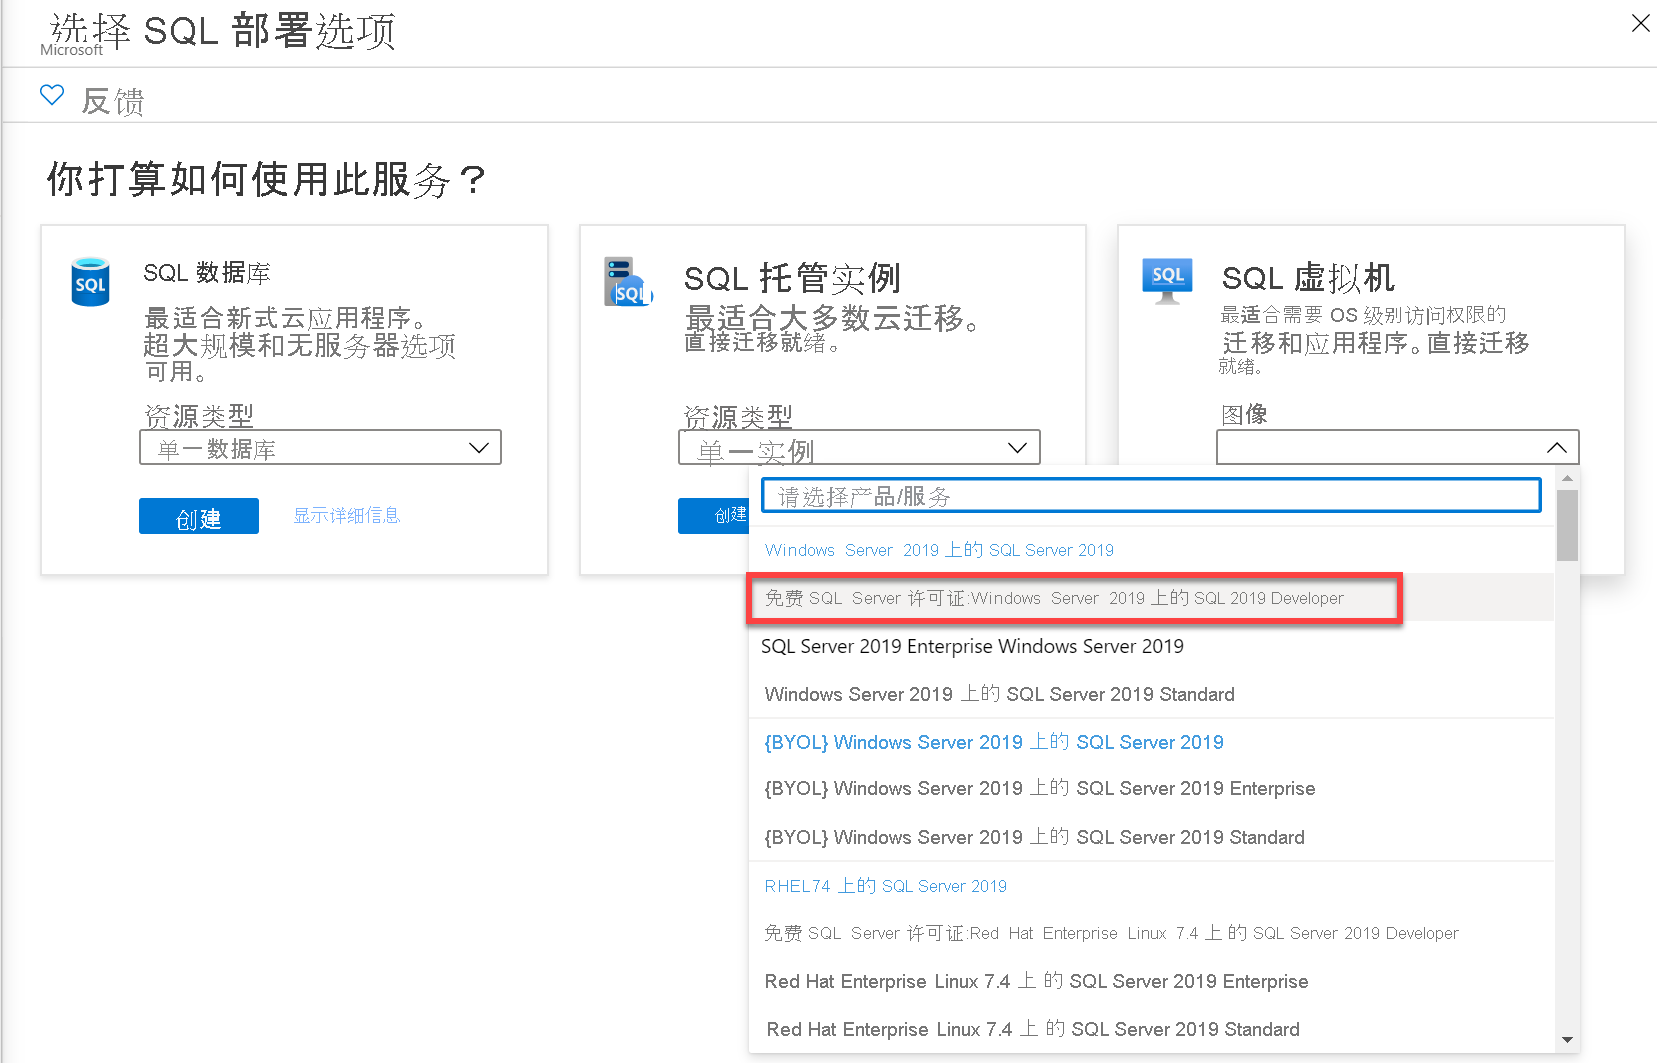 选择 SQL 部署选项
Microsoft
反馈
你打算如何使用此服务？
SQL 数据库
最适合新式云应用程序。
超大规模和无服务器选项
可用。
资源类型
单一数据库
创建
显示详细信息
SQL 托管实例
最适合大多数云迁移。
直接迁移就绪。
资源类型
单一实例
创建
SQL 虚拟机
最适合需要 OS 级别访问权限的
迁移和应用程序。直接迁移
就绪。
图像
请选择产品/服务
Windows Server 2019 上的 SQL Server 2019
免费 SQL Server 许可证:Windows Server 2019 上的 SQL 2019 Developer
SQL Server 2019 Enterprise Windows Server 2019
Windows Server 2019 上的 SQL Server 2019 Standard
{BYOL} Windows Server 2019 上的 SQL Server 2019
{BYOL} Windows Server 2019 上的 SQL Server 2019 Enterprise
{BYOL} Windows Server 2019 上的 SQL Server 2019 Standard
RHEL74 上的 SQL Server 2019
免费 SQL Server 许可证:Red Hat Enterprise Linux 7.4 上 的 SQL Server 2019 Developer
Red Hat Enterprise Linux 7.4 上 的 SQL Server 2019 Enterprise
Red Hat Enterprise Linux 7.4 上 的 SQL Server 2019 Standard